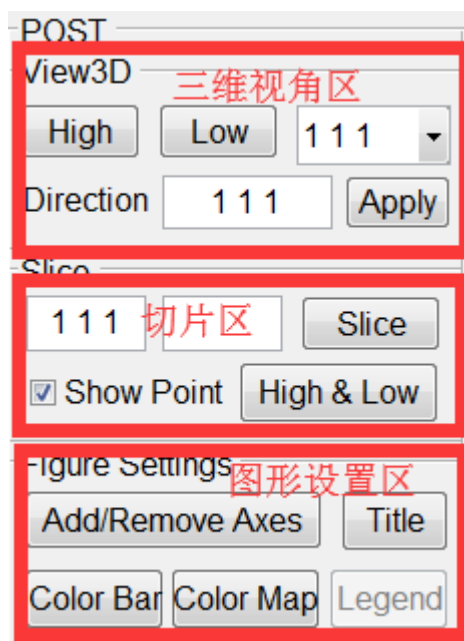 POST
View3D
三维视角区
High Low 1 1 1
Direction 1 1 1 Apply
Slice
1 1 1 切片区 Slice
Show Point High & Low
Figure Settings
图形设置区
Add/Remove Axes Title
Color Bar Color Map Legend